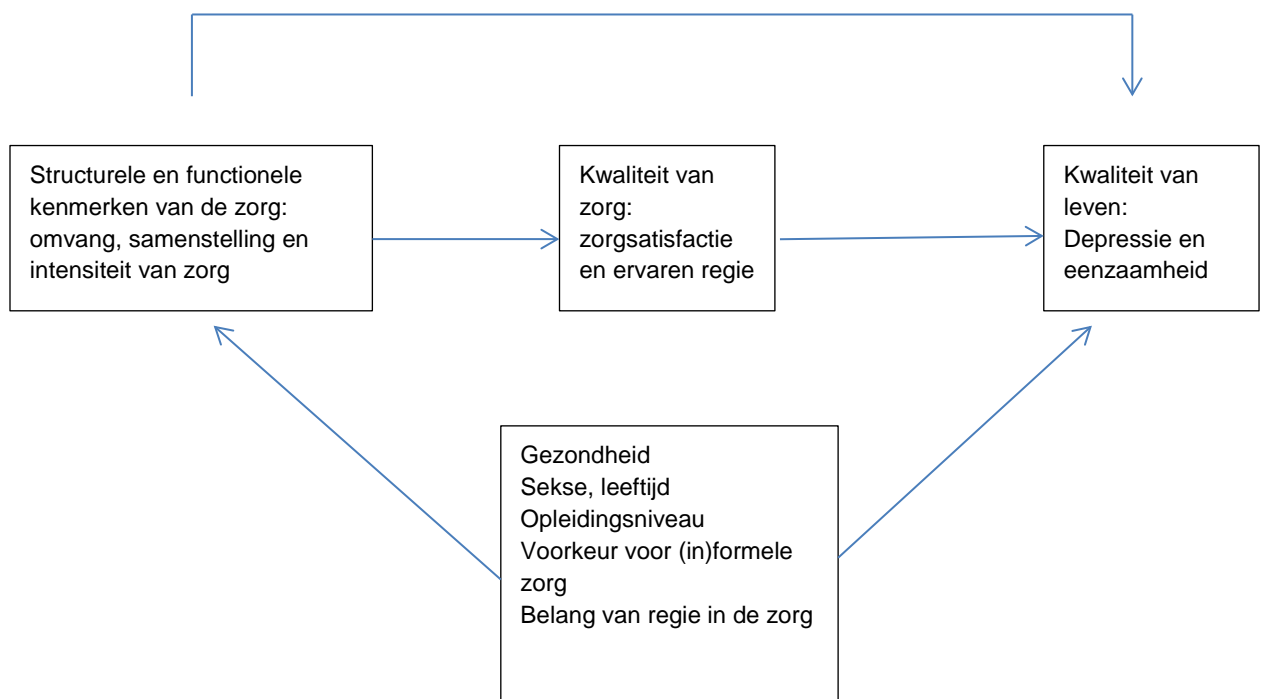 Structurele en functionele
kenmerken van de zorg:
omvang, samenstelling en
intensiteit van zorg
Kwaliteit van
zorg:
zorgsatisfactie
en ervaren regie
Kwaliteit van
leven:
Depressie en
eenzaamheid
Gezondheid
Sekse, leeftijd
Opleidingsniveau
Voorkeur voor (in)formele
zorg
Belang van regie in de zorg